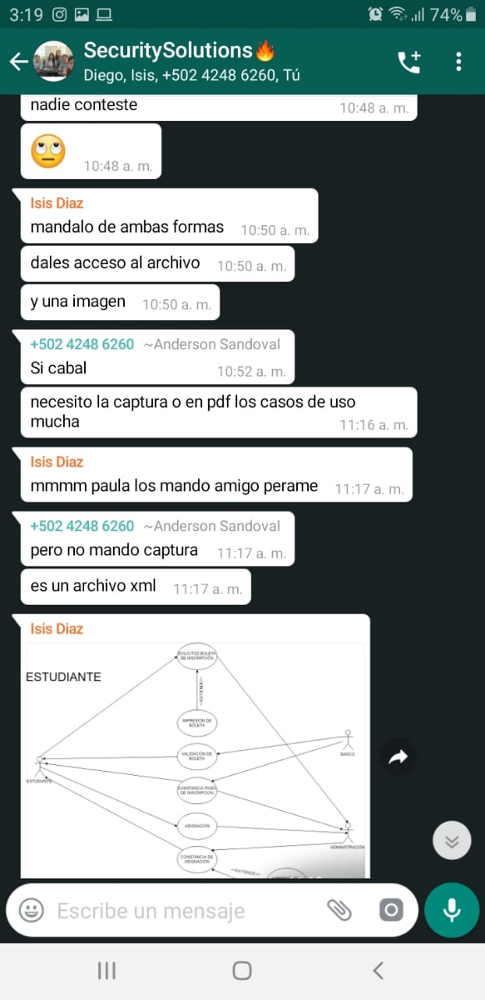 3:19
74%
SecuritySolutions🔥
Diego, Isis, +502 4248 6260, Tú
nadie conteste
10:48 a. m.
🙄
10:48 a. m.
Isis Diaz
mandalo de ambas formas 10:50 a. m.
dales acceso al archivo 10:50 a. m.
y una imagen 10:50 a. m.
+502 4248 6260 ~Anderson Sandoval
Si cabal 10:52 a. m.
necesito la captura o en pdf los casos de uso
mucha 11:16 a. m.
Isis Diaz
mmmm paula los mando amigo perame 11:17 a. m.
+502 4248 6260 ~Anderson Sandoval
pero no mando captura 11:17 a. m.
es un archivo xml 11:17 a. m.
Isis Diaz
SOLICITUD BOLETA
DE INSCRIPCIÓN
ESTUDIANTE
<<EXTIENDE>>
IMPRESIÓN DE
BOLETA
VALIDACIÓN DE
BOLETA
BANCO
ESTUDIANTE
CONSTANCIA PAGO
DE INSCRIPCION
ASIGNACIÓN
ADMINISTRACIÓN
CONSTANCIA DE
ASIGNACIÓN
<<EXTIENDE>>
Escribe un mensaje